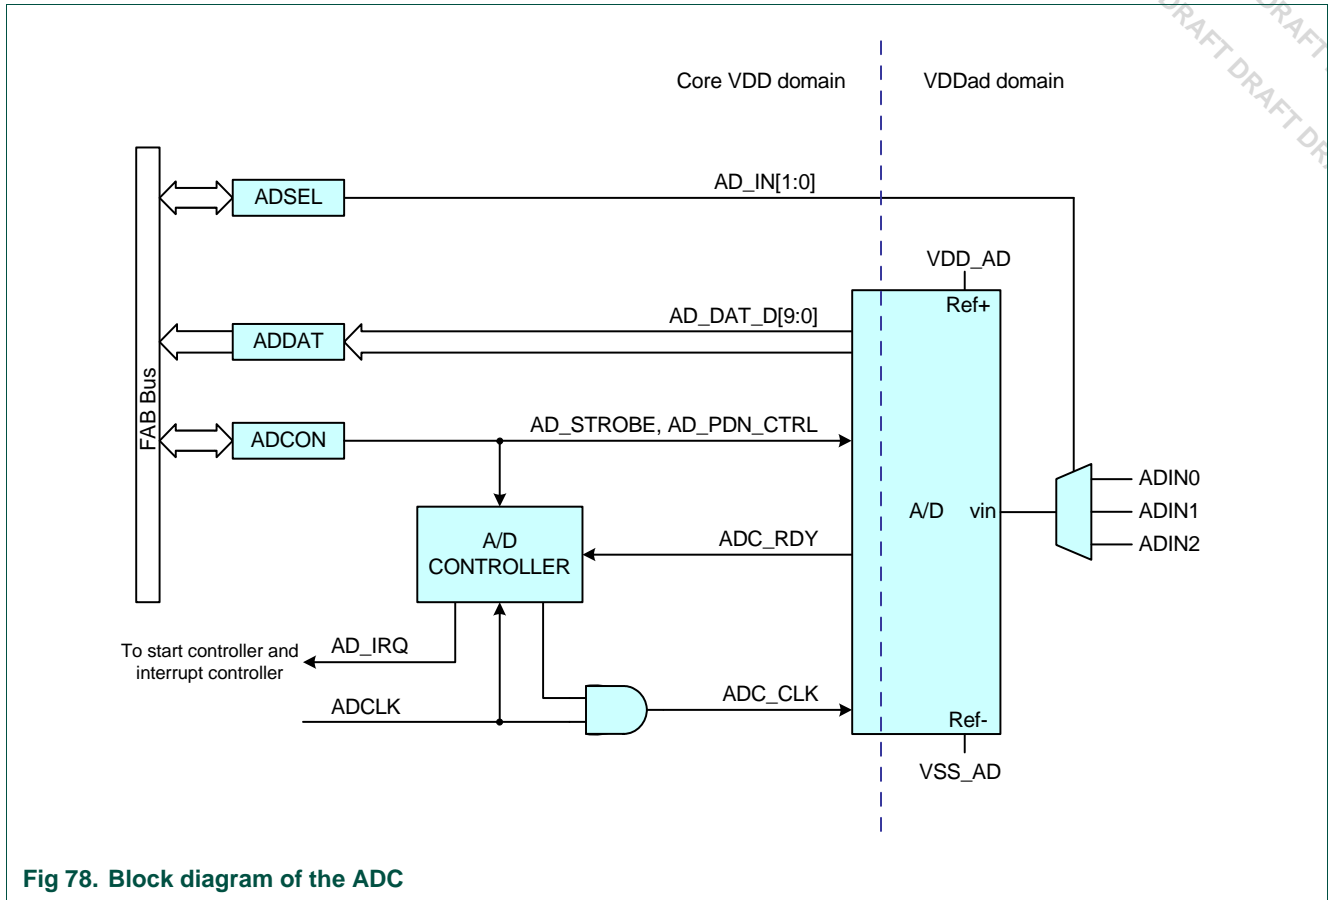 DRAFT DRAFT DRA
DRAFT
Core VDD domain
VDDad domain
AD_IN[1:0]
ADSEL
VDD_AD
Ref+
AD_DAT_D[9:0]
ADDAT
FAB Bus
AD_STROBE, AD_PDN_CTRL
ADCON
ADIN0
A/D
vin
ADIN1
ADIN2
A/D
CONTROLLER
ADC_RDY
To start controller and
interrupt controller
AD_IRQ
ADCLK
ADC_CLK
Ref-
VSS_AD
Fig 78. Block diagram of the ADC